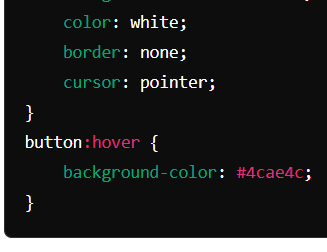 color: white;
border: none;
cursor: pointer;
}
button:hover {
background-color: #4cae4c;
}